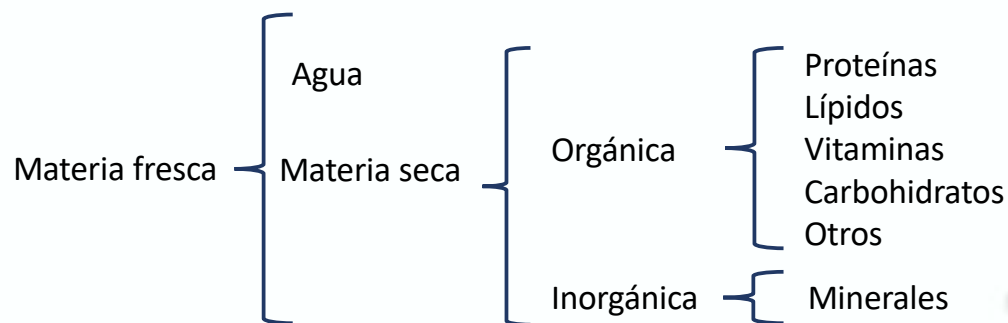 Materia fresca
Agua
Materia seca
Orgánica
Proteínas
Lípidos
Vitaminas
Carbohidratos
Otros
Inorgánica
Minerales